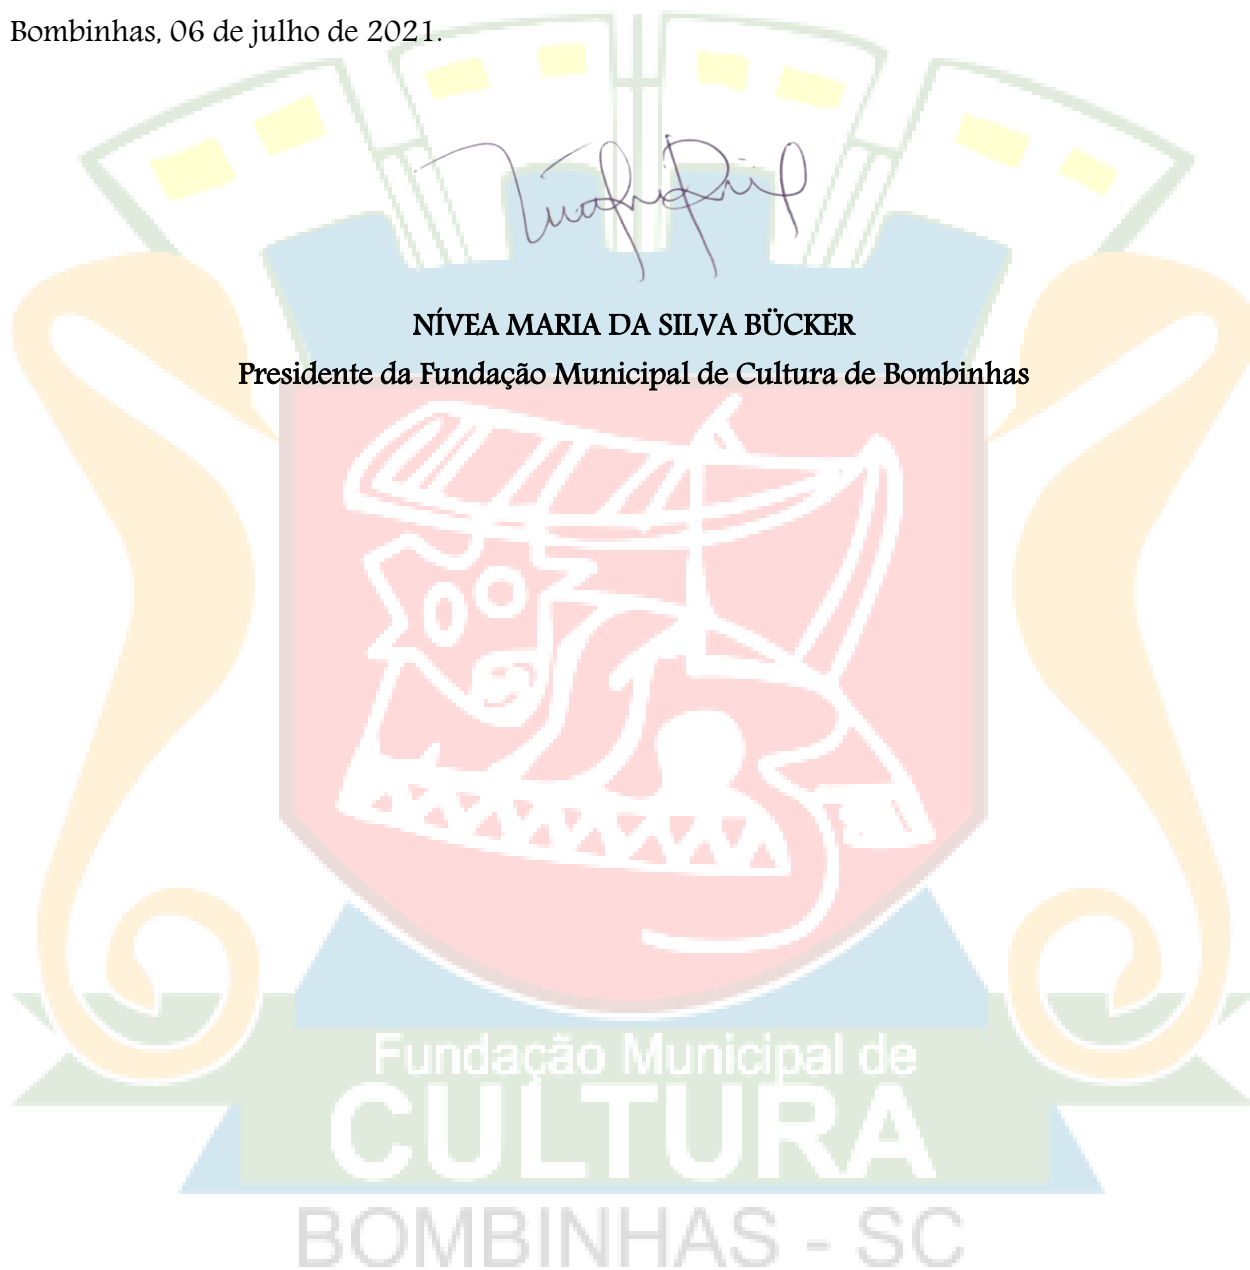 Bombinhas, 06 de julho de 2021.
NÍVEA MARIA DA SILVA BÜCKER
Presidente da Fundação Municipal de Cultura de Bombinhas
Fundação Municipal de
CULTURA
BOMBINHAS - SC